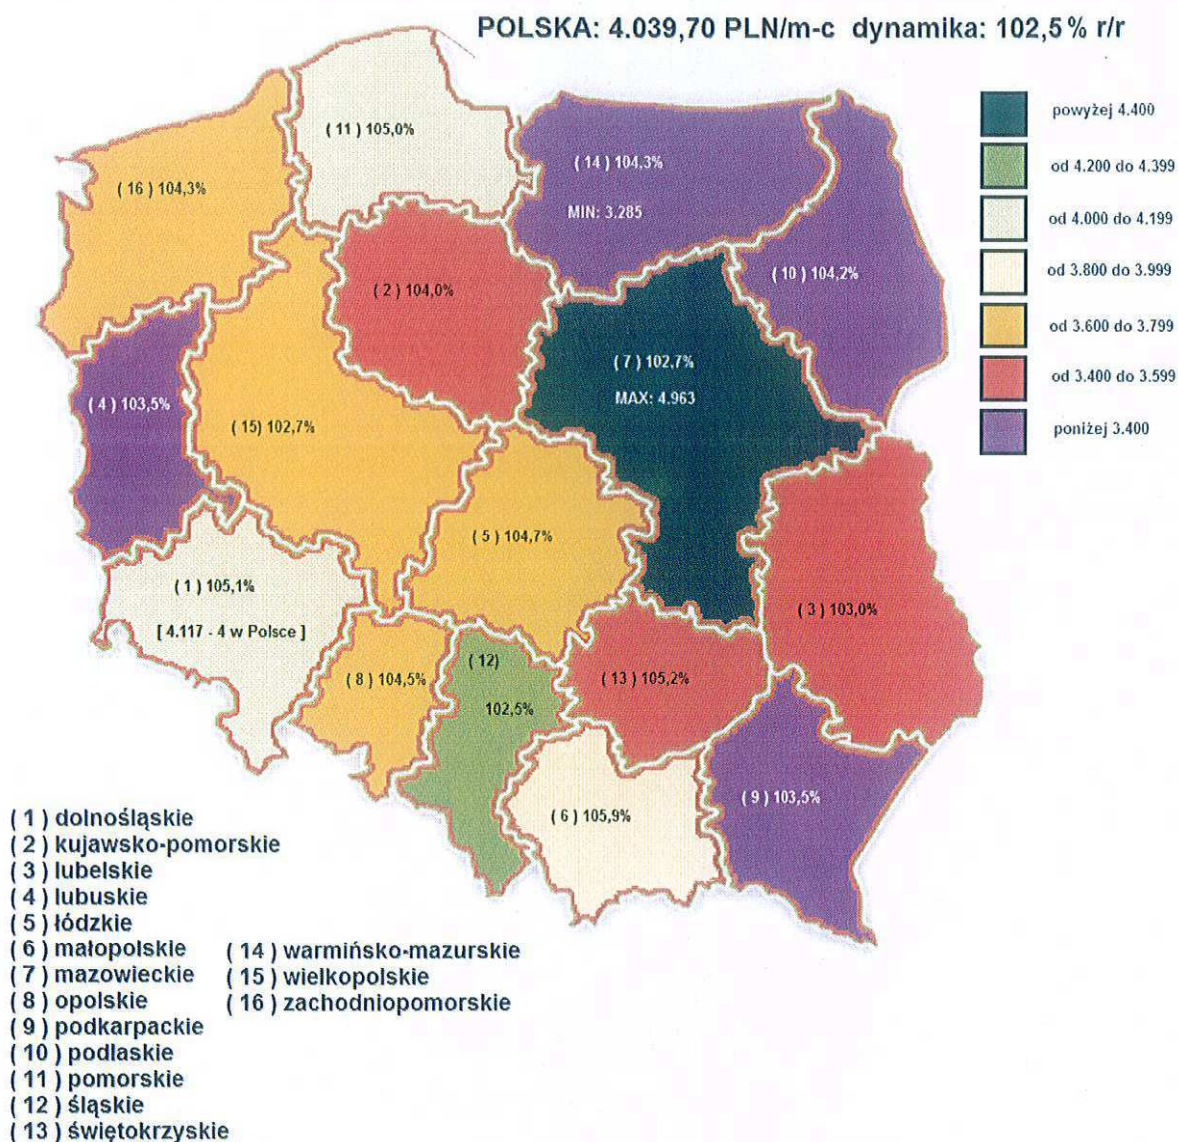 POLSKA: 4.039,70 PLN/m-c dynamika: 102,5% r/r
powyżej 4.400
od 4.200 do 4.399
od 4.000 do 4.199
od 3.800 do 3.999
od 3.600 do 3.799
od 3.400 do 3.599
poniżej 3.400
( 11 ) 105,0%
( 14 ) 104,3%
MIN: 3.285
( 16 ) 104,3%
( 10 ) 104,2%
( 2 ) 104,0%
( 7 ) 102,7%
MAX: 4.963
( 4 ) 103,5%
( 15) 102,7%
( 5 ) 104,7%
( 1 ) 105,1%
[ 4.117 - 4 w Polsce ]
( 3 ) 103,0%
( 12)
102,5%
( 8 ) 104,5%
( 13 ) 105,2%
( 9 ) 103,5%
( 6 ) 105,9%
( 1 ) dolnośląskie
( 2 ) kujawsko-pomorskie
( 3 ) lubelskie
( 4 ) lubuskie
( 5 ) łódzkie
( 6 ) małopolskie
( 7 ) mazowieckie
( 8 ) opolskie
( 9 ) podkarpackie
( 10 ) podlaskie
( 11 ) pomorskie
( 12 ) śląskie
( 13 ) świętokrzyskie
( 14 ) warmińsko-mazurskie
( 15 ) wielkopolskie
( 16 ) zachodniopomorskie